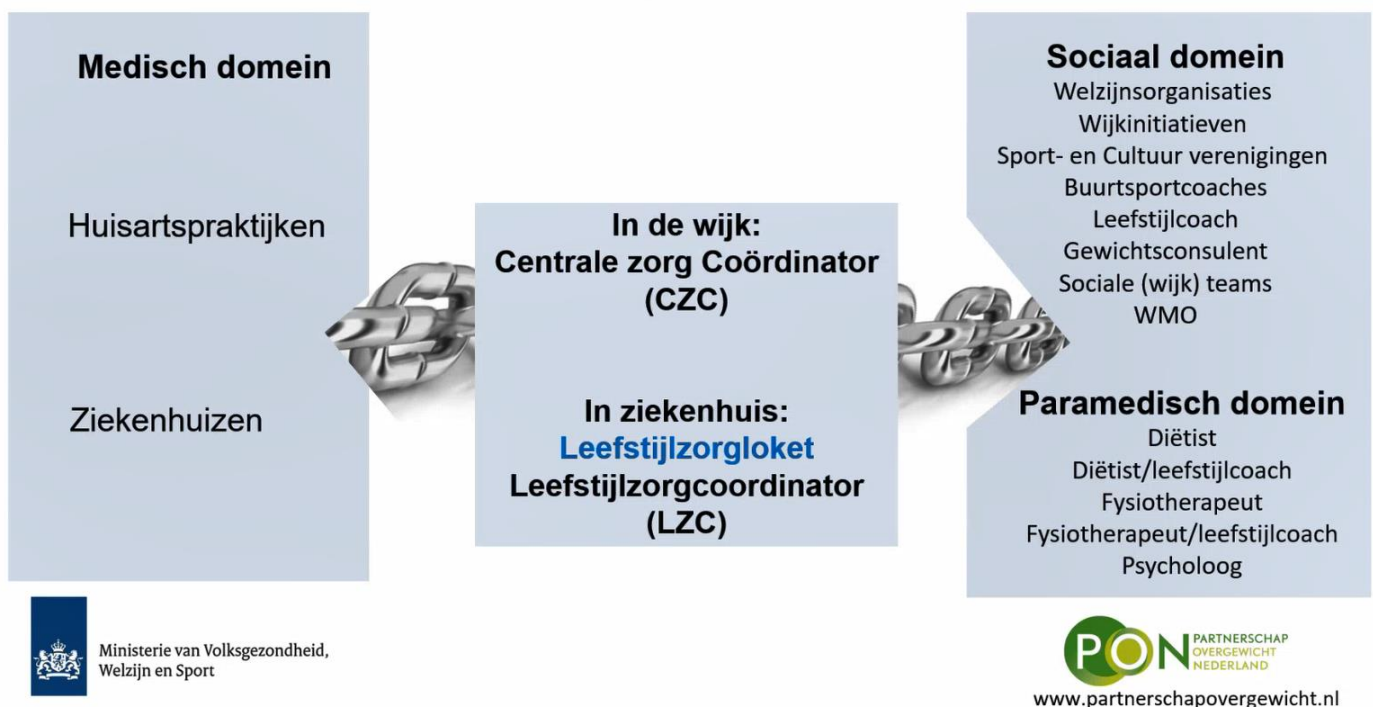 Medisch domein
Huisartspraktijken
Ziekenhuizen
In de wijk:
Centrale zorg Coördinator
(CZC)
In ziekenhuis:
Leefstijlzorgloket
Leefstijlzorgcoordinator
(LZC)
Sociaal domein
Welzijnsorganisaties
Wijkinitiatieven
Sport- en Cultuur verenigingen
Buurtsportcoaches
Leefstijlcoach
Gewichtsconsulent
Sociale (wijk) teams
WMO
Paramedisch domein
Diëtist
Diëtist/leefstijlcoach
Fysiotherapeut
Fysiotherapeut/leefstijlcoach
Psycholoog
Ministerie van Volksgezondheid,
Welzijn en Sport
PON
PARTNERSCHAP
OVERGEWICHT
NEDERLAND
www.partnerschapovergewicht.nl